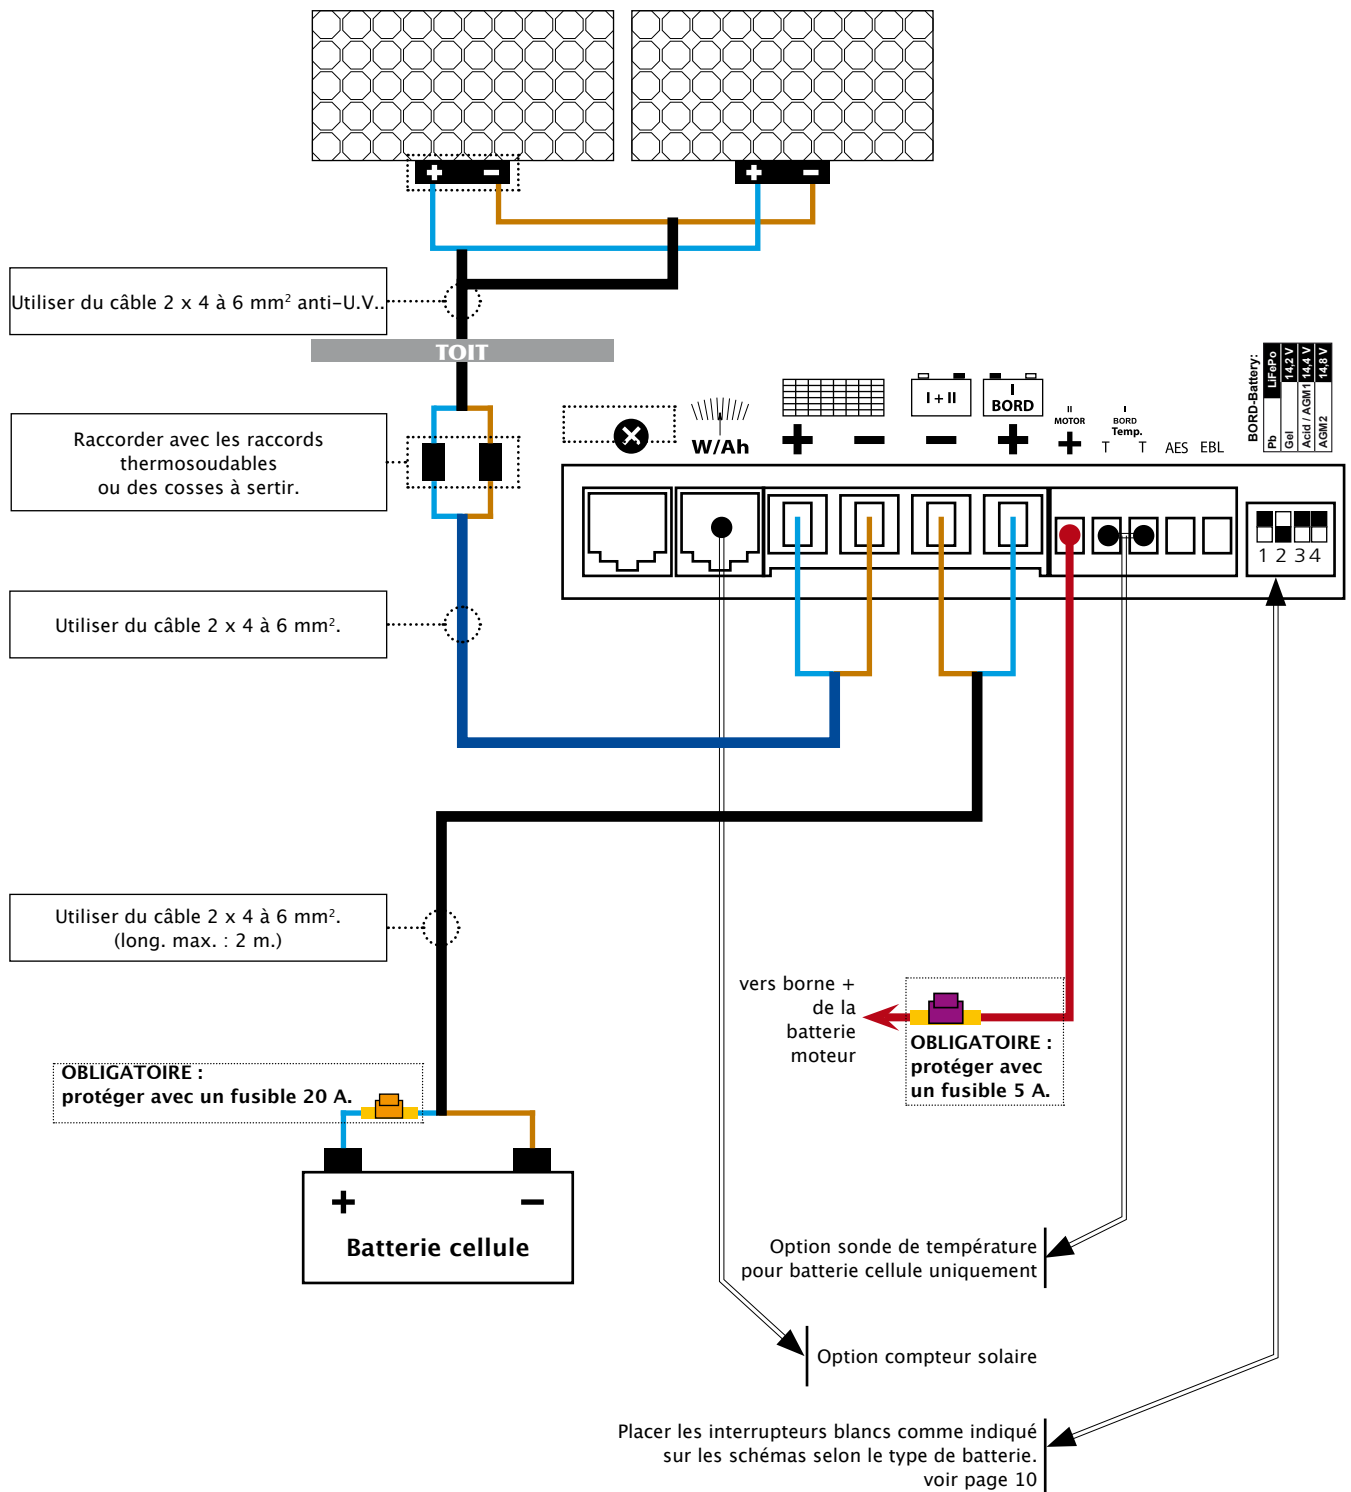 + −
+ −
Utiliser du câble 2 x 4 à 6 mm² anti-U.V..
TOIT
Raccorder avec les raccords
thermosoudables
ou des cosses à sertir.
W/Ah
+
−
I + II
−
I
BORD
+
II
MOTOR
+
I
BORD
Temp.
T T
AES
EBL
BORD-Battery:
Pb LiFePo
Gel 14,2 V
Acid / AGM1 14,4 V
AGM2 14,8 V
1 2 3 4
Utiliser du câble 2 x 4 à 6 mm².
Utiliser du câble 2 x 4 à 6 mm².
(long. max. : 2 m.)
vers borne +
de la
batterie
moteur
OBLIGATOIRE :
protéger avec
un fusible 5 A.
OBLIGATOIRE :
protéger avec un fusible 20 A.
+ −
Batterie cellule
Option sonde de température
pour batterie cellule uniquement
Option compteur solaire
Placer les interrupteurs blancs comme indiqué
sur les schémas selon le type de batterie.
voir page 10